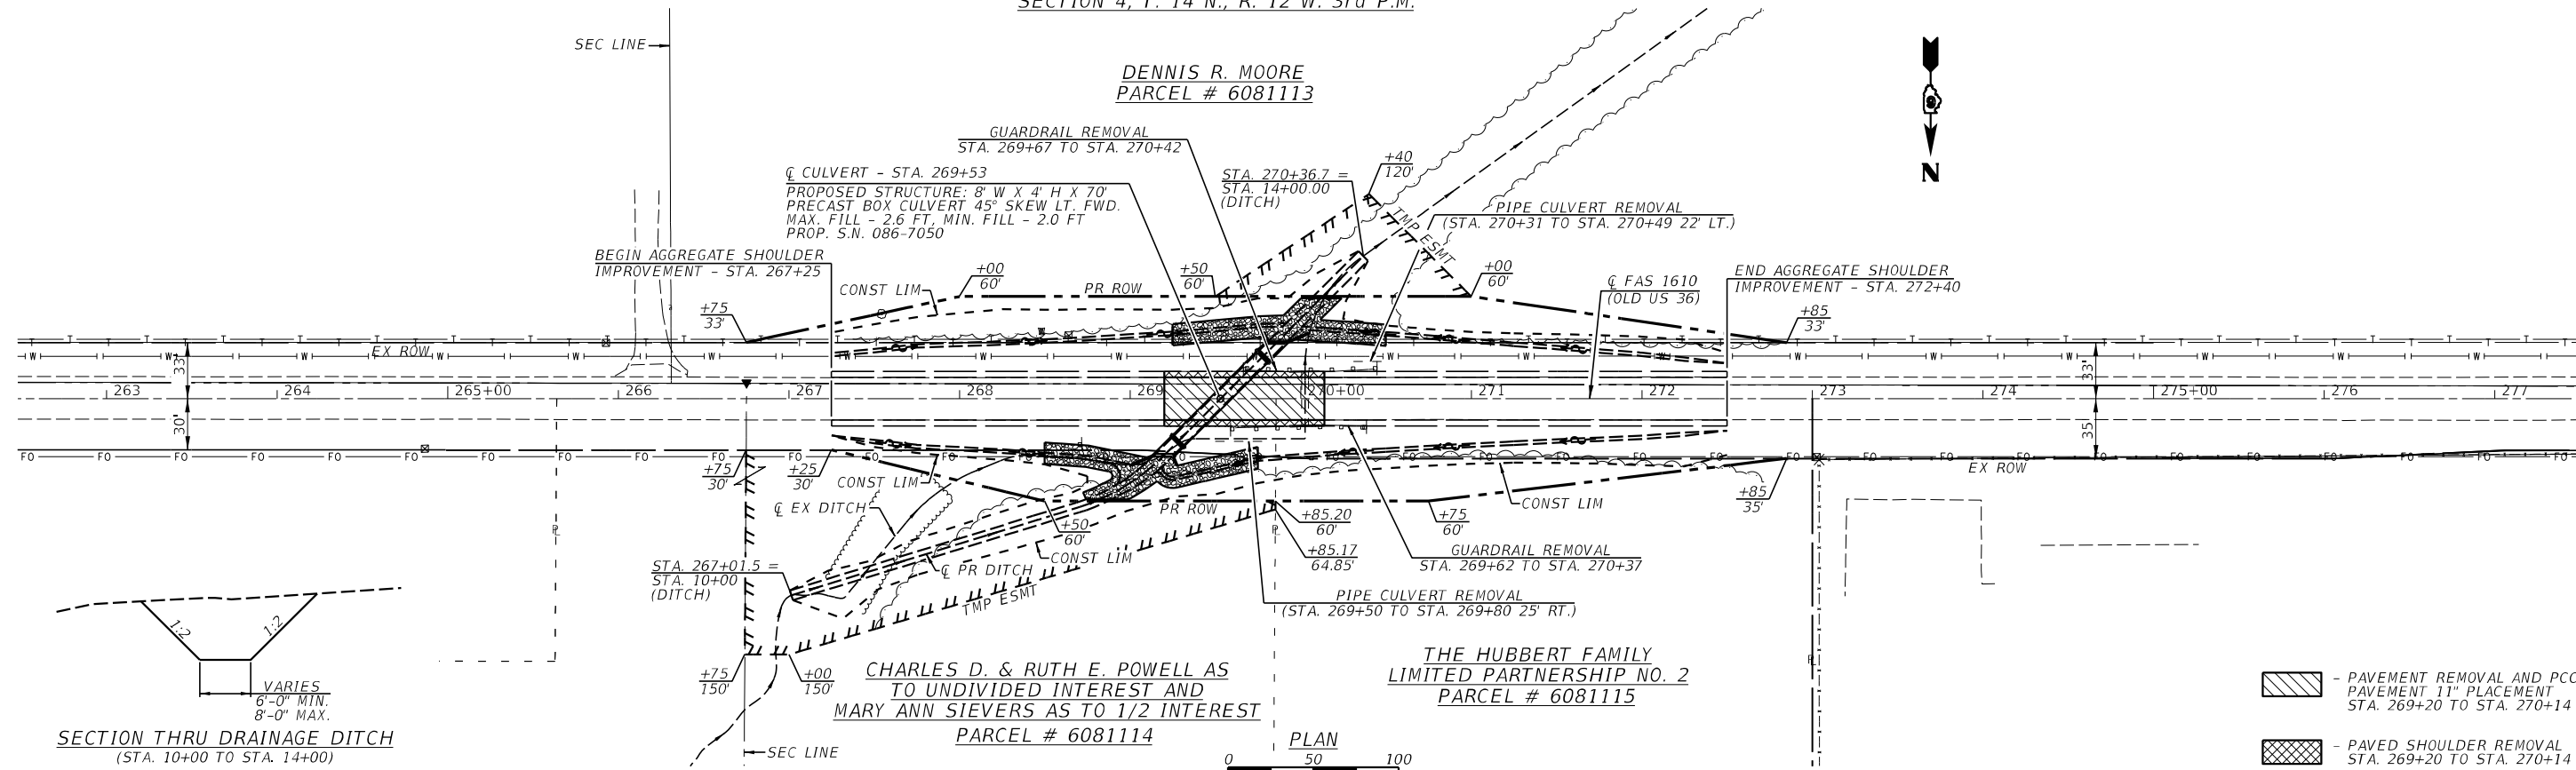 SECTION 4, T. 14 N., R. 12 W. 3rd P.M.
SEC LINE
DENNIS R. MOORE
PARCEL # 6081113
N
GUARDRAIL REMOVAL
STA. 269+67 TO STA. 270+42
℄ CULVERT - STA. 269+53
PROPOSED STRUCTURE: 8' W X 4' H X 70'
PRECAST BOX CULVERT 45° SKEW LT. FWD.
MAX. FILL - 2.6 FT, MIN. FILL - 2.0 FT
PROP. S.N. 086-7050
STA. 270+36.7 =
STA. 14+00.00
(DITCH)
+40
120'
TMP ESMT
PIPE CULVERT REMOVAL
(STA. 270+31 TO STA. 270+49 22' LT.)
BEGIN AGGREGATE SHOULDER
IMPROVEMENT - STA. 267+25
+00
60'
CONST LIM
PR ROW
+50
60'
+00
60'
℄ FAS 1610
(OLD US 36)
END AGGREGATE SHOULDER
IMPROVEMENT - STA. 272+40
+75
33'
+85
33'
EX ROW
33'
30'
263
264
265+00
266
267
268
269
270+00
271
272
273
274
275+00
276
277
33'
35'
+75
30'
+25
30'
CONST LIM
℄ EX DITCH
+50
60'
PR ROW
+85.20
60'
+85.17
64.85'
+75
60'
CONST LIM
+85
35'
EX ROW
CONST LIM
℄ PR DITCH
TMP ESMT
STA. 267+01.5 =
STA. 10+00
(DITCH)
GUARDRAIL REMOVAL
STA. 269+62 TO STA. 270+37
PIPE CULVERT REMOVAL
(STA. 269+50 TO STA. 269+80 25' RT.)
+75
150'
+00
150'
CHARLES D. & RUTH E. POWELL AS
TO UNDIVIDED INTEREST AND
MARY ANN SIEVERS AS TO 1/2 INTEREST
PARCEL # 6081114
THE HUBBERT FAMILY
LIMITED PARTNERSHIP NO. 2
PARCEL # 6081115
1:2
1:2
VARIES
6'-0" MIN.
8'-0" MAX.
SECTION THRU DRAINAGE DITCH
(STA. 10+00 TO STA. 14+00)
SEC LINE
PLAN
0 50 100
- PAVEMENT REMOVAL AND PCC
PAVEMENT 11" PLACEMENT
STA. 269+20 TO STA. 270+14
- PAVED SHOULDER REMOVAL
STA. 269+20 TO STA. 270+14